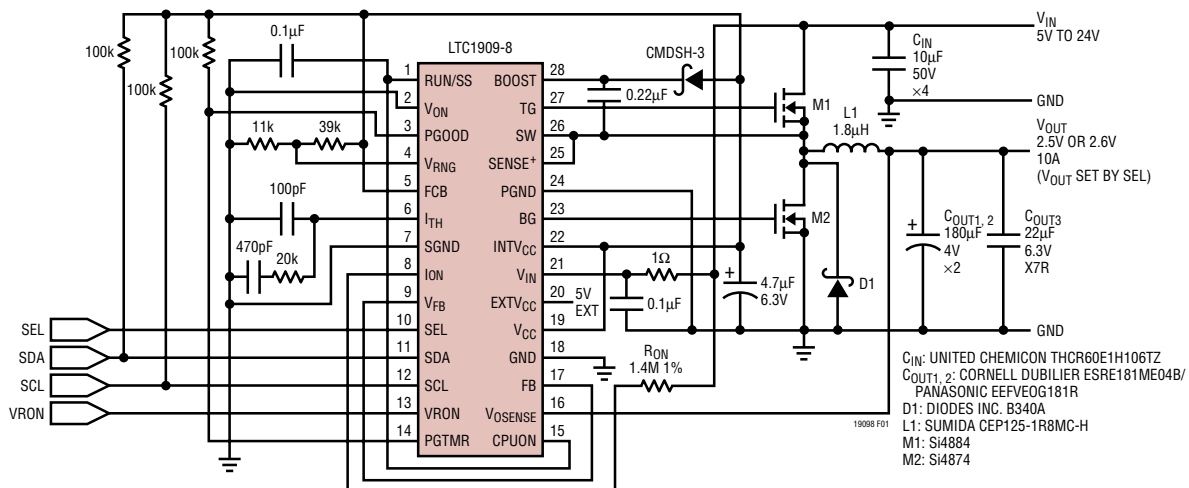 100k
100k
100k
0.1µF
11k
39k
100pF
470pF
20k
SEL
SDA
SCL
VRON
LTC1909-8
1 RUN/SS
2 VON
3 PGOOD
4 VRNG
5 FCB
6 ITH
7 SGND
8 ION
9 VFB
10 SEL
11 SDA
12 SCL
13 VRON
14 PGTMR
BOOST 28
TG 27
SW 26
SENSE+ 25
PGND 24
BG 23
INTVCC 22
VIN 21
EXTVCC 20
VCC 19
GND 18
FB 17
VOSENSE 16
CPUON 15
CMDSH-3
0.22µF
1Ω
5V
EXT
0.1µF
4.7µF
6.3V
RON
1.4M 1%
M1
M2
D1
L1
1.8µH
CIN
10µF
50V
×4
VIN
5V TO 24V
GND
VOUT
2.5V OR 2.6V
10A
(VOUT SET BY SEL)
+
+
COUT1, 2
180µF
4V
×2
COUT3
22µF
6.3V
X7R
GND
CIN: UNITED CHEMICON THCR60E1H106TZ
COUT1, 2: CORNELL DUBILIER ESRE181ME04B/
PANASONIC EEFVEOG181R
D1: DIODES INC. B340A
L1: SUMIDA CEP125-1R8MC-H
M1: Si4884
M2: Si4874
19098 F01